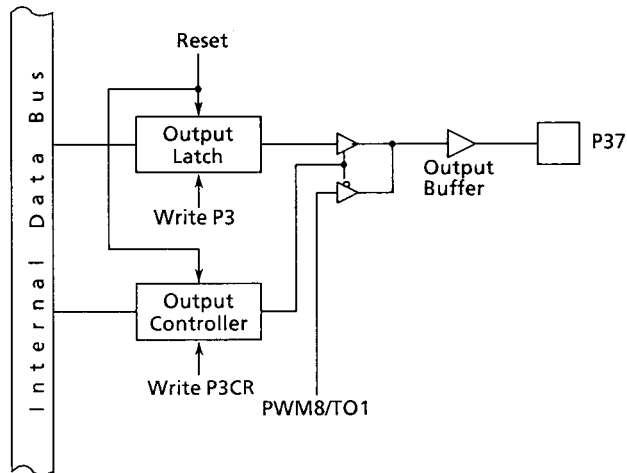 Reset
Internal Data Bus
Output
Latch
P37
Output
Buffer
Write P3
Output
Controller
Write P3CR
PWM8/TO1